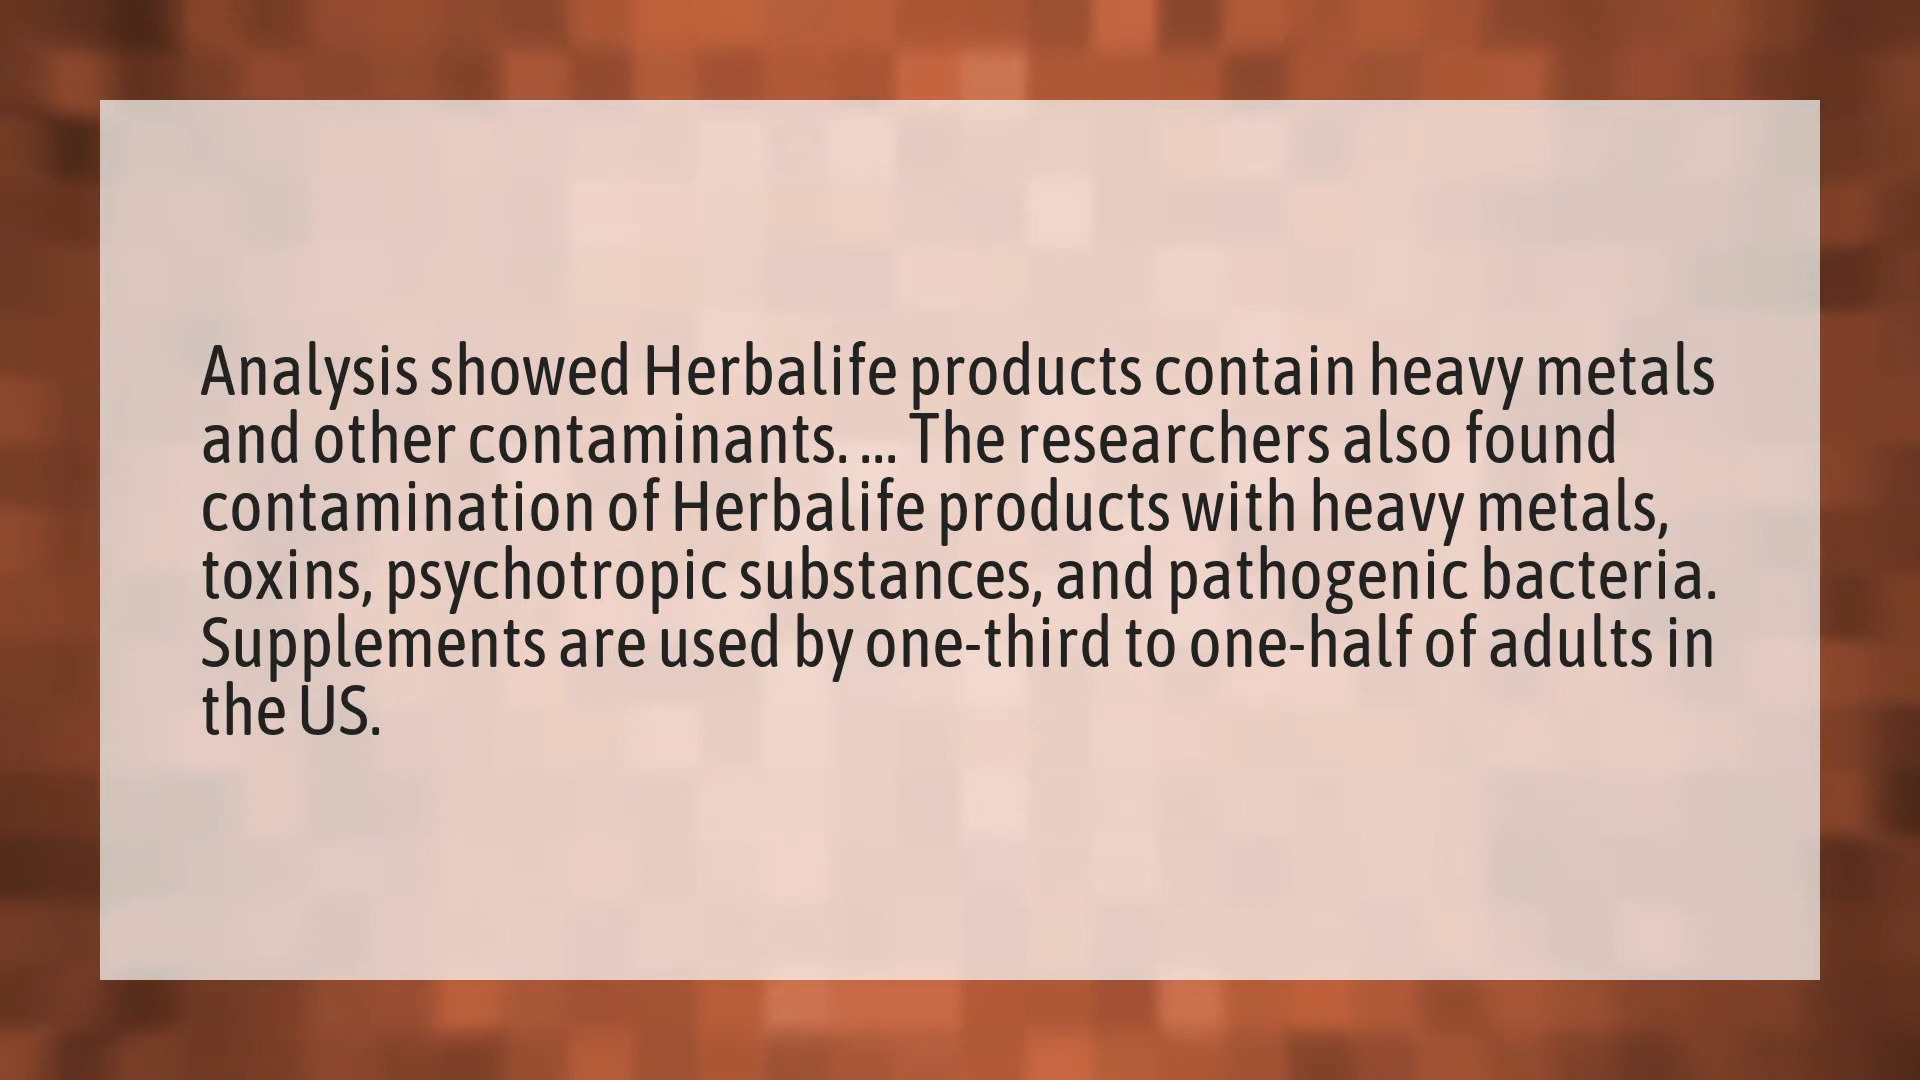 Analysis showed Herbalife products contain heavy metals
and other contaminants. ... The researchers also found
contamination of Herbalife products with heavy metals,
toxins, psychotropic substances, and pathogenic bacteria.
Supplements are used by one-third to one-half of adults in
the US.